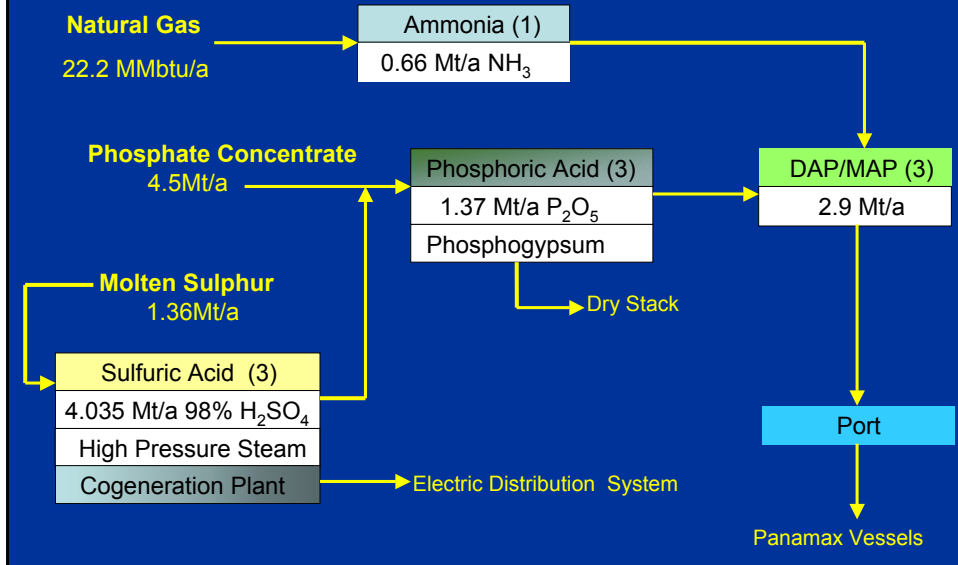 Natural Gas
22.2 MMbtu/a
Ammonia (1)
0.66 Mt/a NH₃
Phosphate Concentrate
4.5Mt/a
Phosphoric Acid (3)
1.37 Mt/a P₂O₅
Phosphogypsum
DAP/MAP (3)
2.9 Mt/a
Dry Stack
Molten Sulphur
1.36Mt/a
Sulfuric Acid (3)
4.035 Mt/a 98% H₂SO₄
High Pressure Steam
Cogeneration Plant
Electric Distribution System
Port
Panamax Vessels